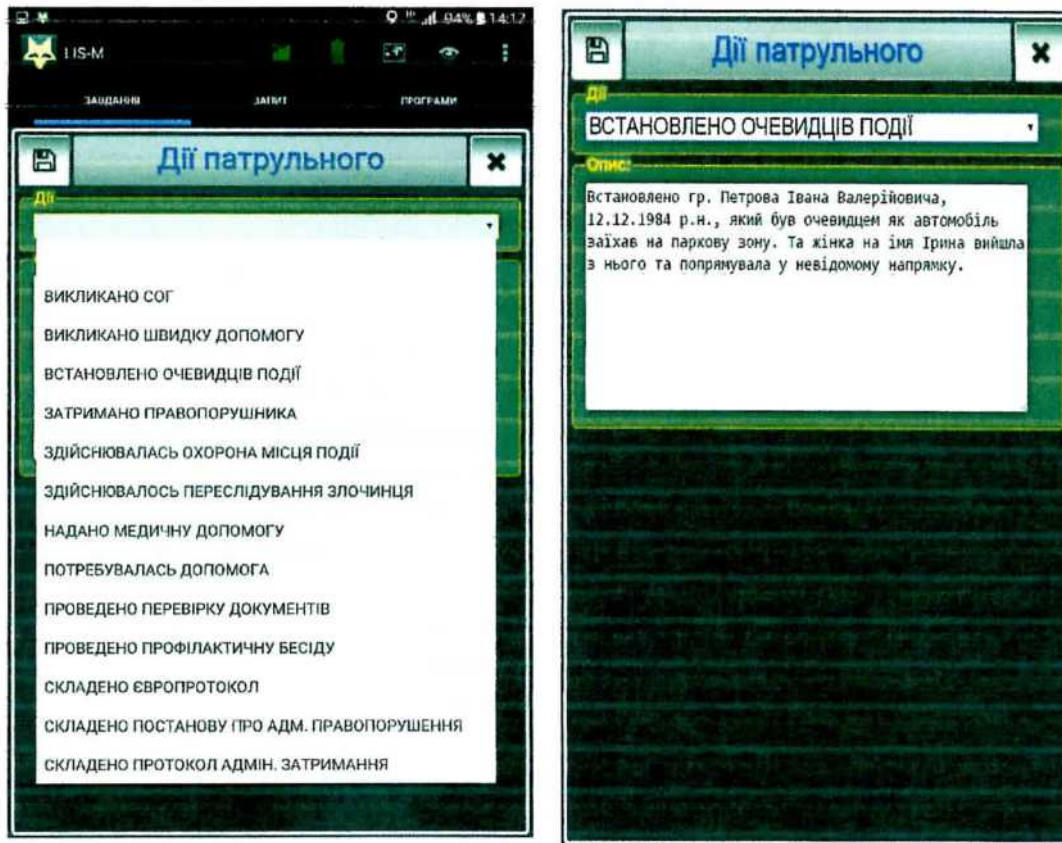 94% 14:17
LIS-M
ЗАВДАННЯ ЗАПИТ ПРОГРАМИ
Дії патрульного
Дії
ВИКЛИКАНО СОГ
ВИКЛИКАНО ШВИДКУ ДОПОМОГУ
ВСТАНОВЛЕНО ОЧЕВИДЦІВ ПОДІЇ
ЗАТРИМАНО ПРАВОПОРУШНИКА
ЗДІЙСНЮВАЛАСЬ ОХОРОНА МІСЦЯ ПОДІЇ
ЗДІЙСНЮВАЛОСЬ ПЕРЕСЛІДУВАННЯ ЗЛОЧИНЦЯ
НАДАНО МЕДИЧНУ ДОПОМОГУ
ПОТРЕБУВАЛАСЬ ДОПОМОГА
ПРОВЕДЕНО ПЕРЕВІРКУ ДОКУМЕНТІВ
ПРОВЕДЕНО ПРОФІЛАКТИЧНУ БЕСІДУ
СКЛАДЕНО ЄВРОПРОТОКОЛ
СКЛАДЕНО ПОСТАНОВУ ПРО АДМ. ПРАВОПОРУШЕННЯ
СКЛАДЕНО ПРОТОКОЛ АДМІН. ЗАТРИМАННЯ
Дії патрульного
Дії
ВСТАНОВЛЕНО ОЧЕВИДЦІВ ПОДІЇ
Опис:
Встановлено гр. Петрова Івана Валерійовича,
12.12.1984 р.н., який був очевидцем як автомобіль
заїхав на паркову зону. Та жінка на імя Ірина вийшла
з нього та попрямувала у невідомому напрямку.